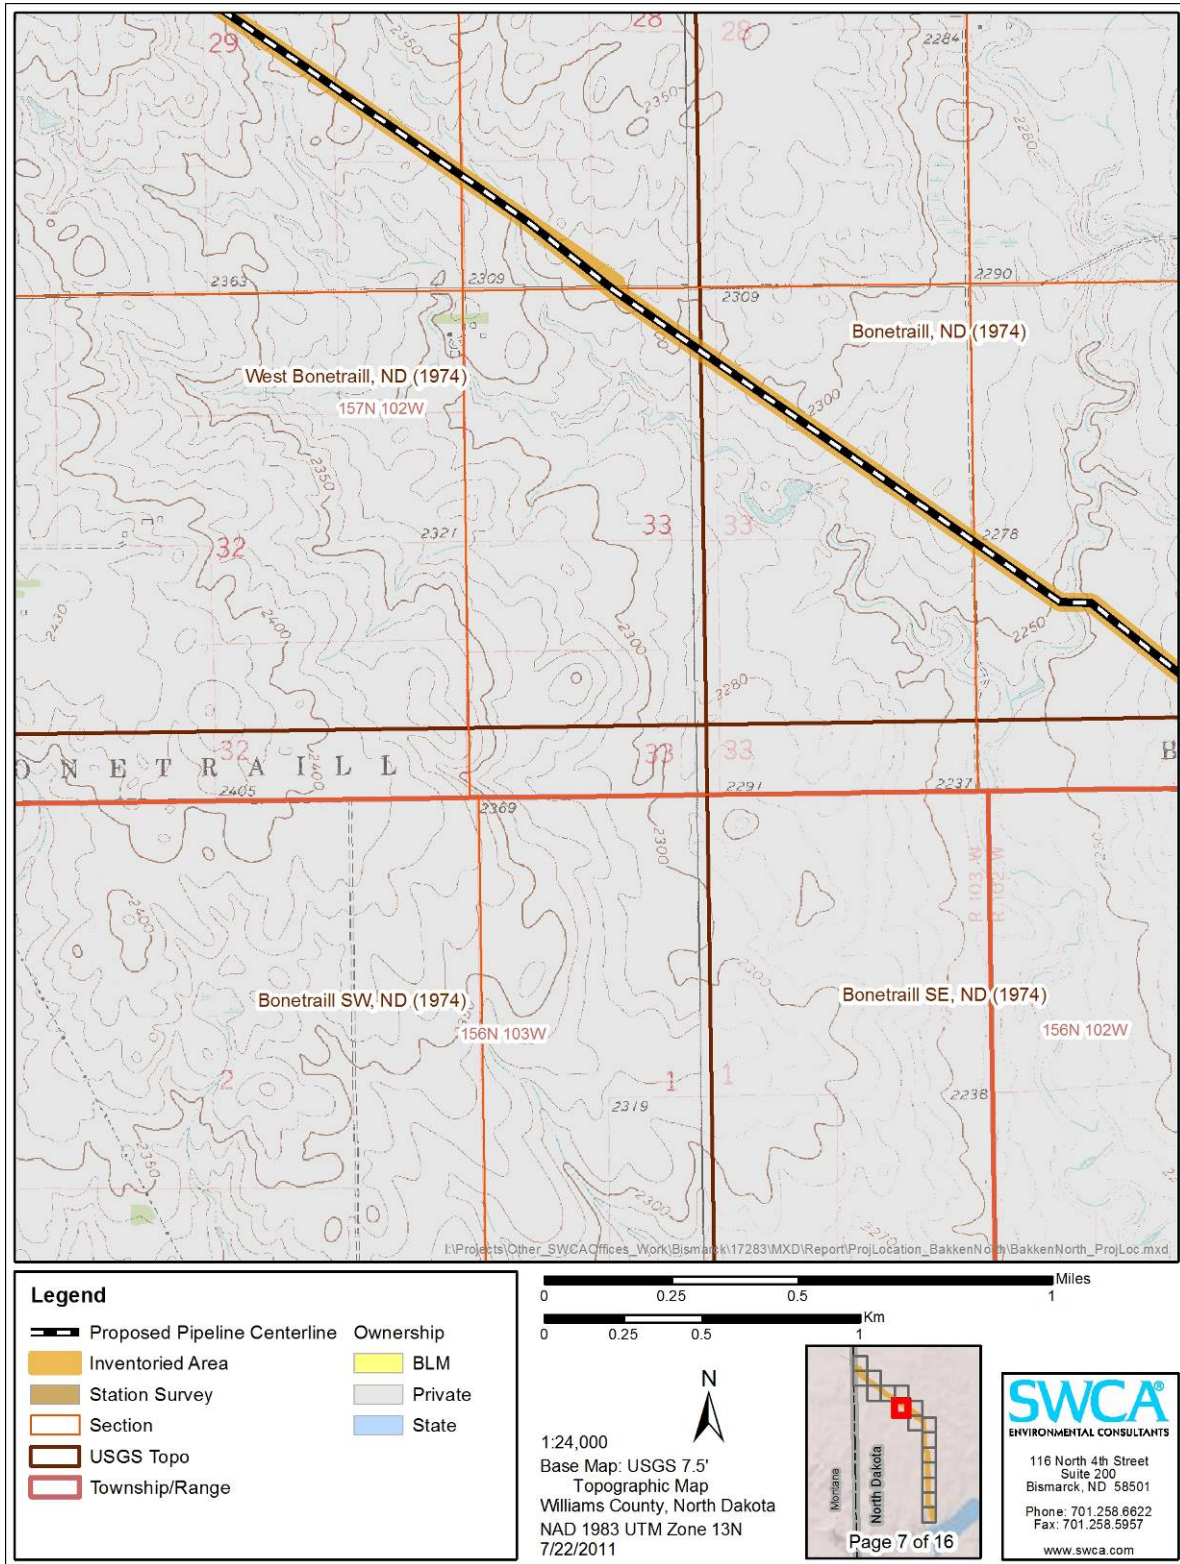 29
2350
28
28
2284
2350
2280
2363
2309
2309
2290
Bonetraill, ND (1974)
West Bonetraill, ND (1974)
157N 102W
2300
2350
2321
33
33
2278
32
2430
2400
2300
2250
2280
32
33
33
ONETRAILL
B
2400
2405
2369
2291
2237
2300
2250
R 103 W
R 102 W
2400
Bonetraill SW, ND (1974)
Bonetraill SE, ND (1974)
156N 103W
156N 102W
2
1
1
2319
2238
2350
2300
I:\Projects\Other_SWCAOffices_Work\Bismarck\17283\MXD\Report\ProjLocation_BakkenNorth\BakkenNorth_ProjLoc.mxd
Legend
Proposed Pipeline Centerline
Inventoried Area
Station Survey
Section
USGS Topo
Township/Range
Ownership
BLM
Private
State
Miles
0 0.25 0.5 1
Km
0 0.25 0.5 1
N
1:24,000
Base Map: USGS 7.5'
Topographic Map
Williams County, North Dakota
NAD 1983 UTM Zone 13N
7/22/2011
Montana
North Dakota
Page 7 of 16
SWCA®
ENVIRONMENTAL CONSULTANTS
116 North 4th Street
Suite 200
Bismarck, ND 58501
Phone: 701.258.6622
Fax: 701.258.5957
www.swca.com